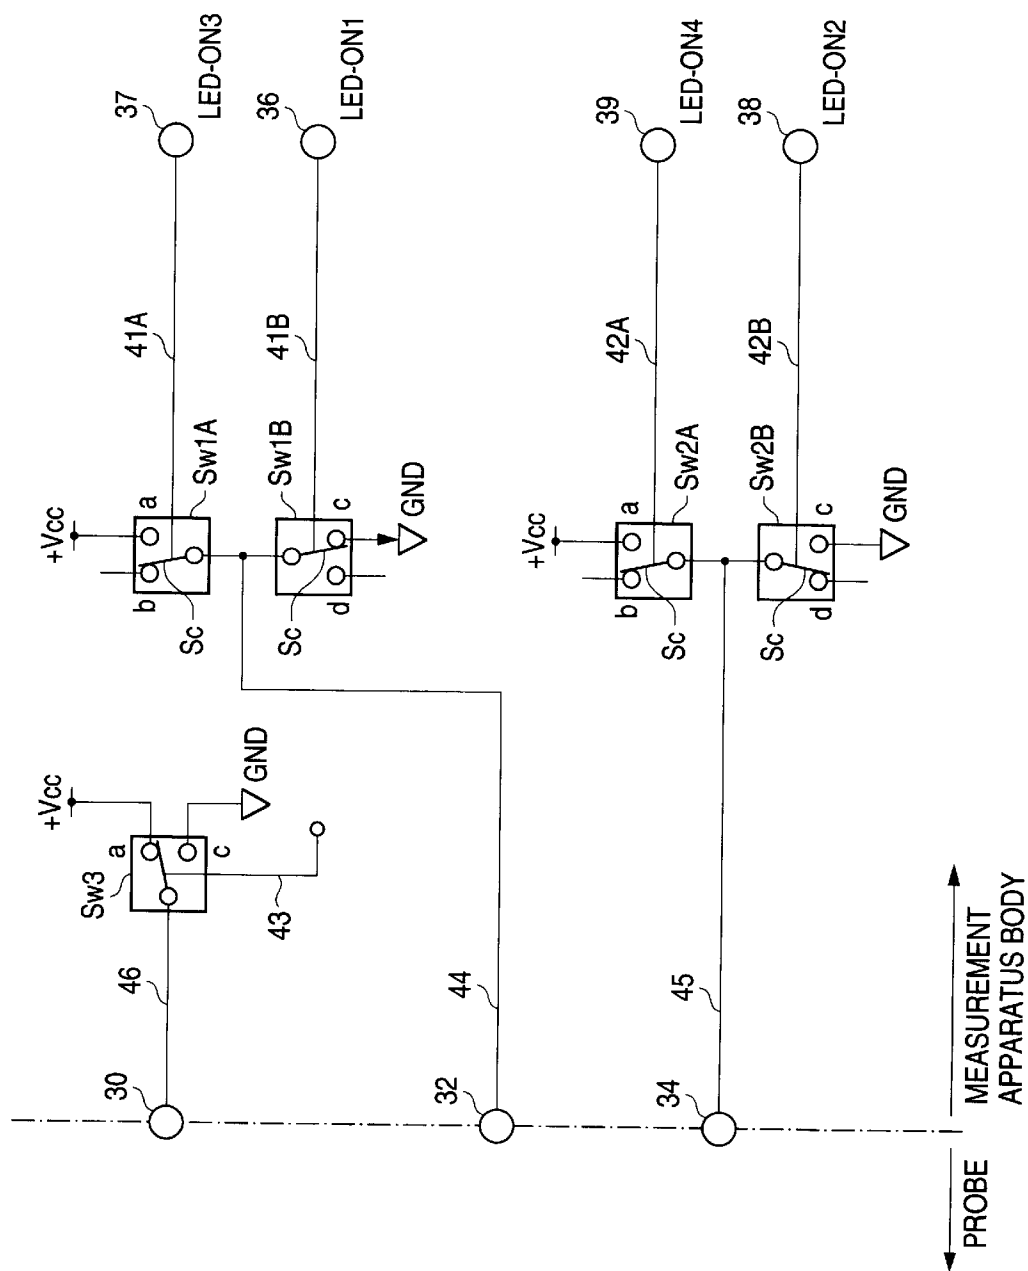 37
LED-ON3
36
LED-ON1
39
LED-ON4
38
LED-ON2
41A
41B
42A
42B
+Vcc
a
b
Sc
Sw1A
Sw1B
c
d
Sc
GND
+Vcc
a
b
Sc
Sw2A
Sw2B
c
d
Sc
GND
+Vcc
a
Sw3
c
GND
43
46
44
45
30
32
34
PROBE
MEASUREMENT
APPARATUS BODY